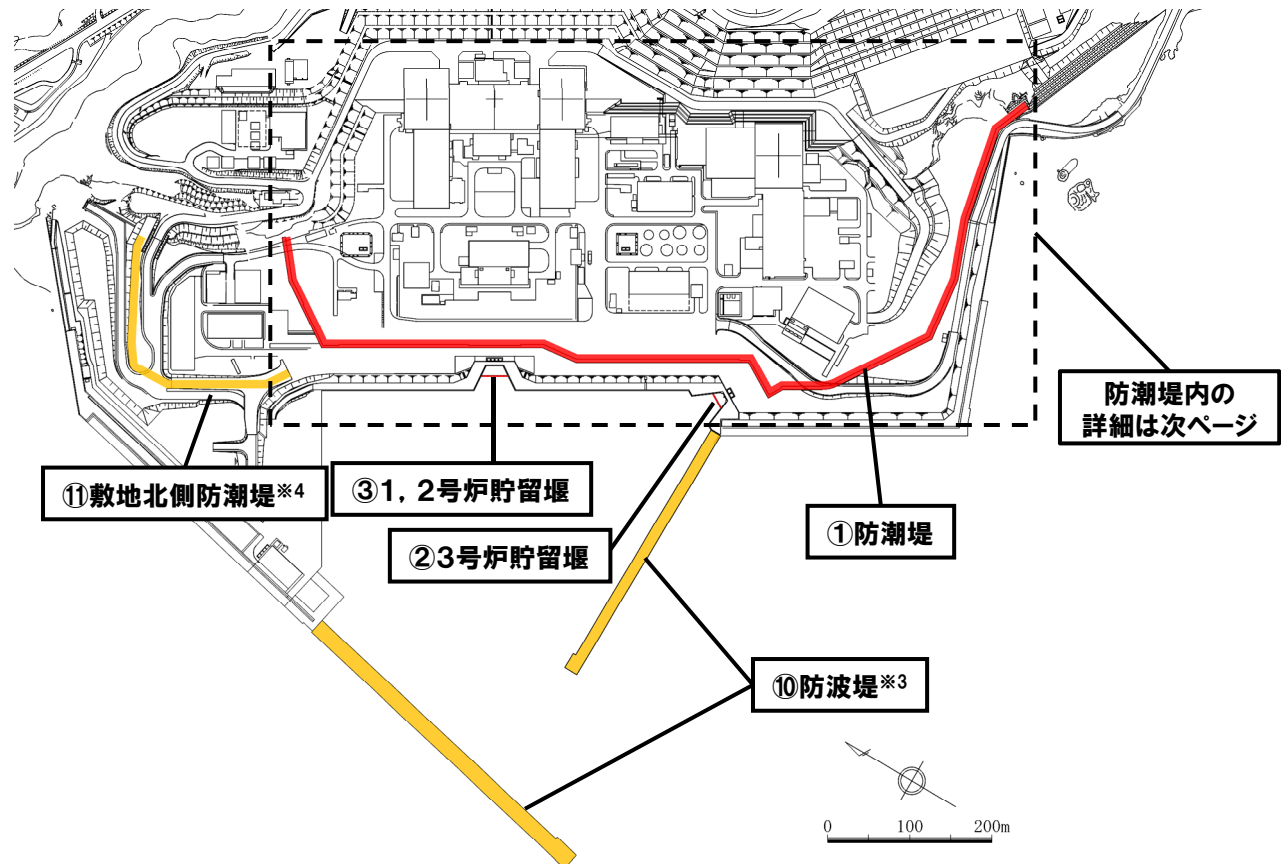 防潮堤内の
詳細は次ページ
⑪敷地北側防潮堤※4
③1，2号炉貯留堰
②3号炉貯留堰
①防潮堤
⑩防波堤※3
0 100 200m